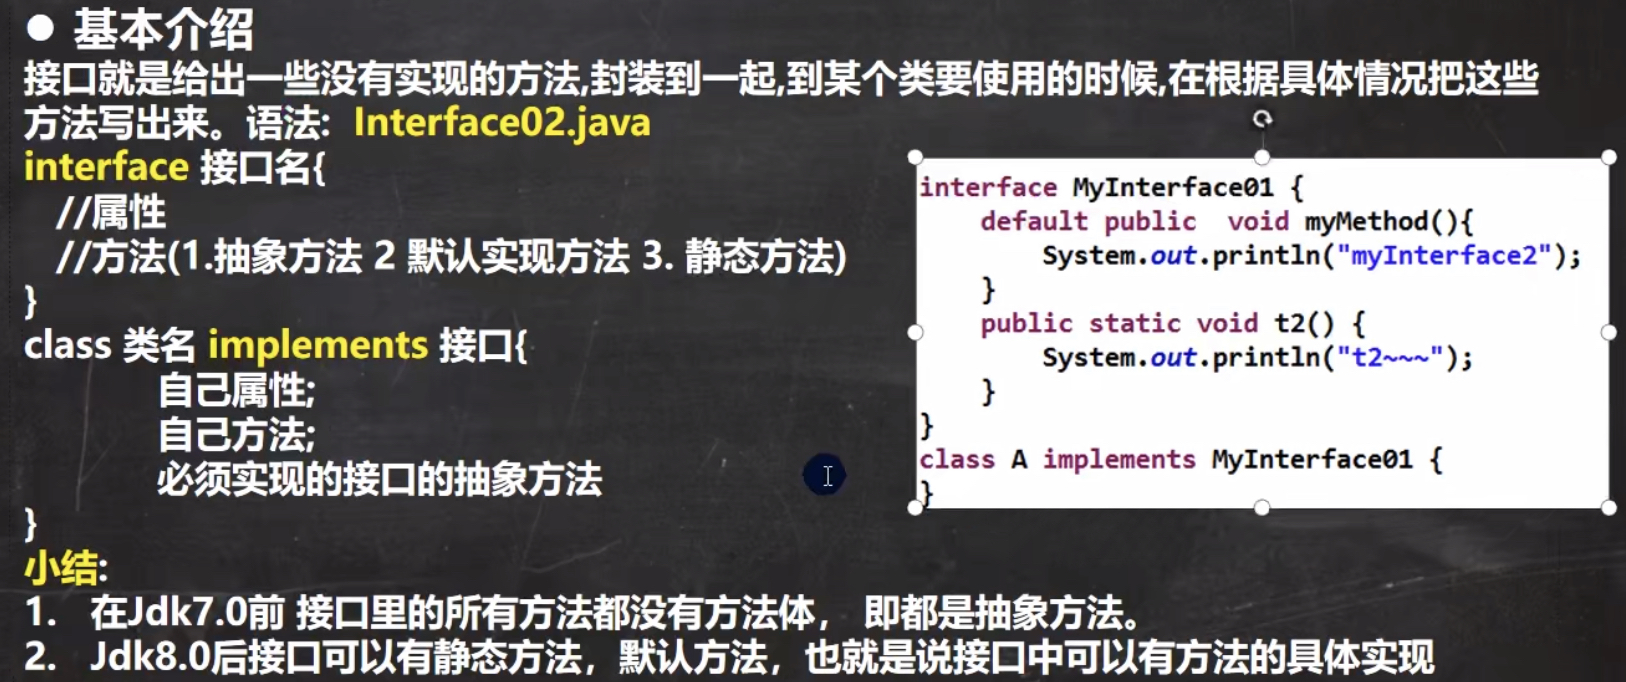 ● 基本介绍
接口就是给出一些没有实现的方法,封装到一起,到某个类要使用的时候,在根据具体情况把这些
方法写出来。语法: Interface02.java
interface 接口名{
//属性
//方法(1.抽象方法 2 默认实现方法 3. 静态方法)
}
class 类名 implements 接口{
自己属性;
自己方法;
必须实现的接口的抽象方法
}
小结:
1. 在Jdk7.0前 接口里的所有方法都没有方法体， 即都是抽象方法。
2. Jdk8.0后接口可以有静态方法，默认方法，也就是说接口中可以有方法的具体实现
interface MyInterface01 {
default public  void myMethod(){
System.out.println("myInterface2");
}
public static void t2() {
System.out.println("t2~~~");
}
}
class A implements MyInterface01 {
}